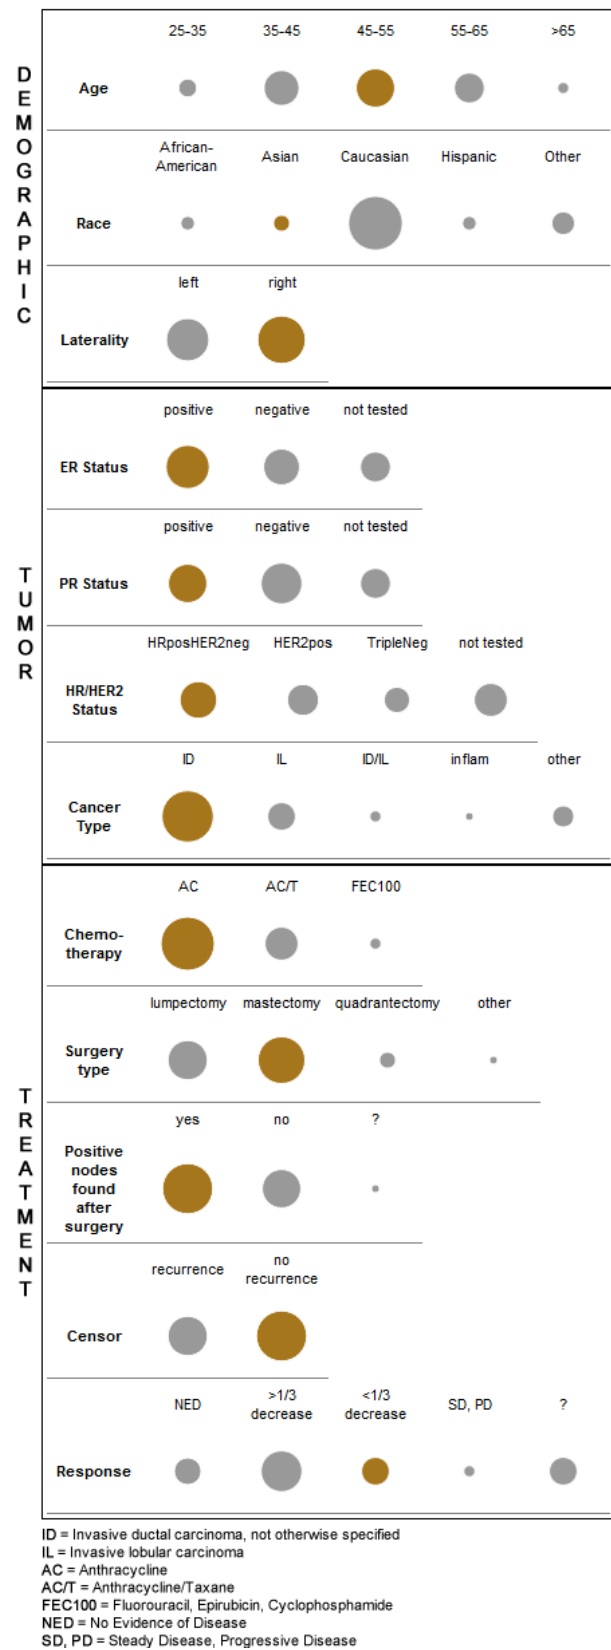 DEMOGRAPHIC
25-35 35-45 45-55 55-65 >65
Age
African-
American Asian Caucasian Hispanic Other
Race
left right
Laterality
TUMOR
positive negative not tested
ER Status
positive negative not tested
PR Status
HRposHER2neg HER2pos TripleNeg not tested
HR/HER2
Status
ID IL ID/IL inflam other
Cancer
Type
TREATMENT
AC AC/T FEC100
Chemo-
therapy
lumpectomy mastectomy quadrantectomy other
Surgery
type
yes no ?
Positive
nodes
found
after
surgery
recurrence no
recurrence
Censor
NED >1/3
decrease <1/3
decrease SD, PD ?
Response
ID = Invasive ductal carcinoma, not otherwise specified
IL = Invasive lobular carcinoma
AC = Anthracycline
AC/T = Anthracycline/Taxane
FEC100 = Fluorouracil, Epirubicin, Cyclophosphamide
NED = No Evidence of Disease
SD, PD = Steady Disease, Progressive Disease